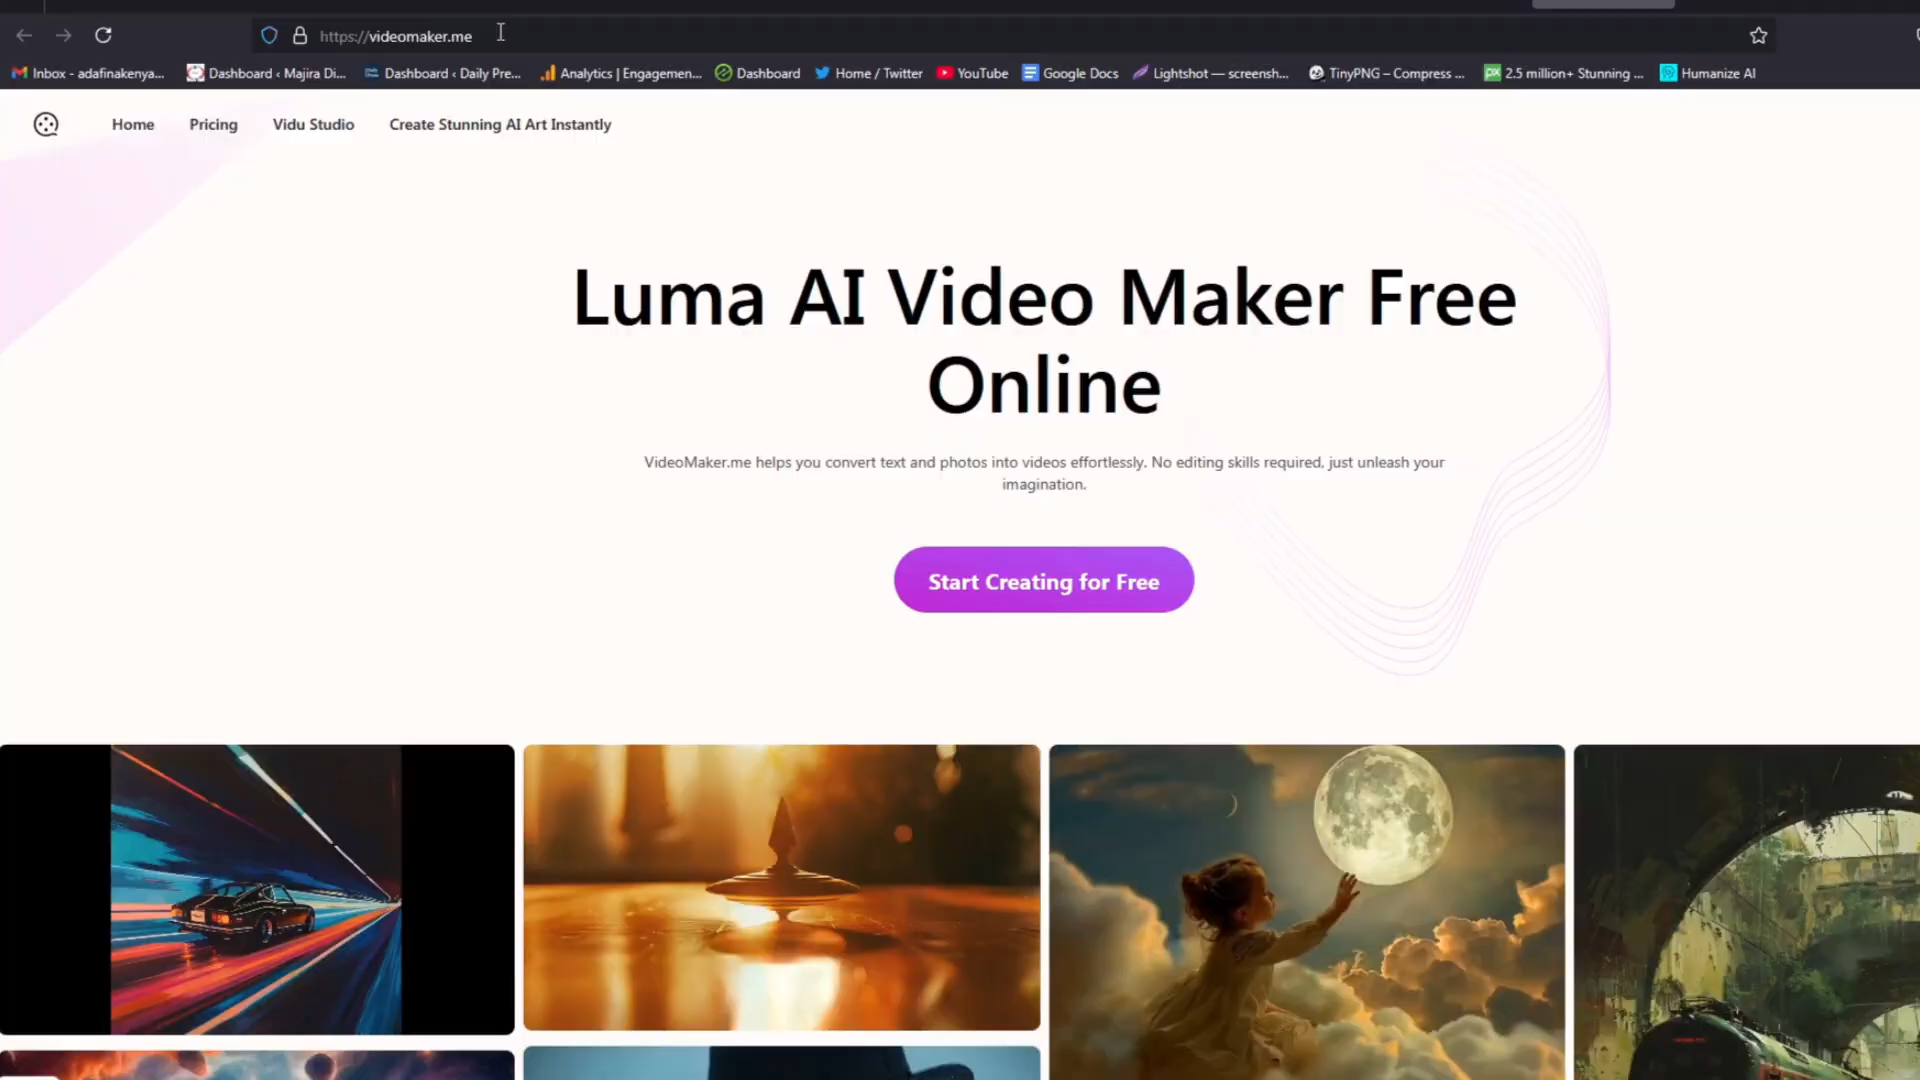 https://videomaker.me
Inbox - adafinakenya...
Dashboard ‹ Majira Di...
Dashboard ‹ Daily Pre...
Analytics | Engagemen...
Dashboard
Home / Twitter
YouTube
Google Docs
Lightshot — screensh...
TinyPNG – Compress ...
px
2.5 million+ Stunning ...
Humanize AI
Home
Pricing
Vidu Studio
Create Stunning AI Art Instantly
Luma AI Video Maker Free
Online
VideoMaker.me helps you convert text and photos into videos effortlessly. No editing skills required, just unleash your
imagination.
Start Creating for Free